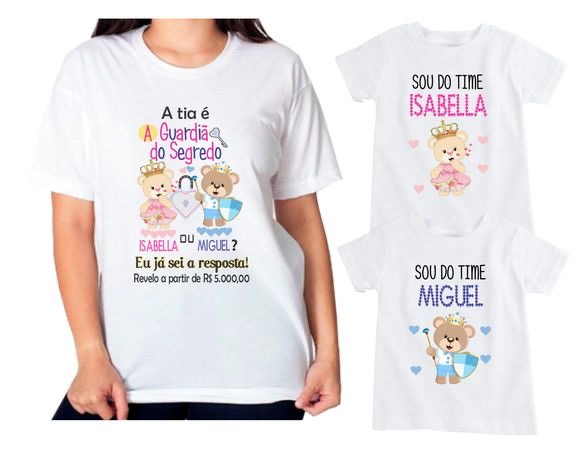 A tia é
A Guardiã
do Segredo
ISABELLA OU MIGUEL?
Eu já sei a resposta!
Revelo a partir de R$ 5.000,00
SOU DO TIME
ISABELLA
SOU DO TIME
MIGUEL